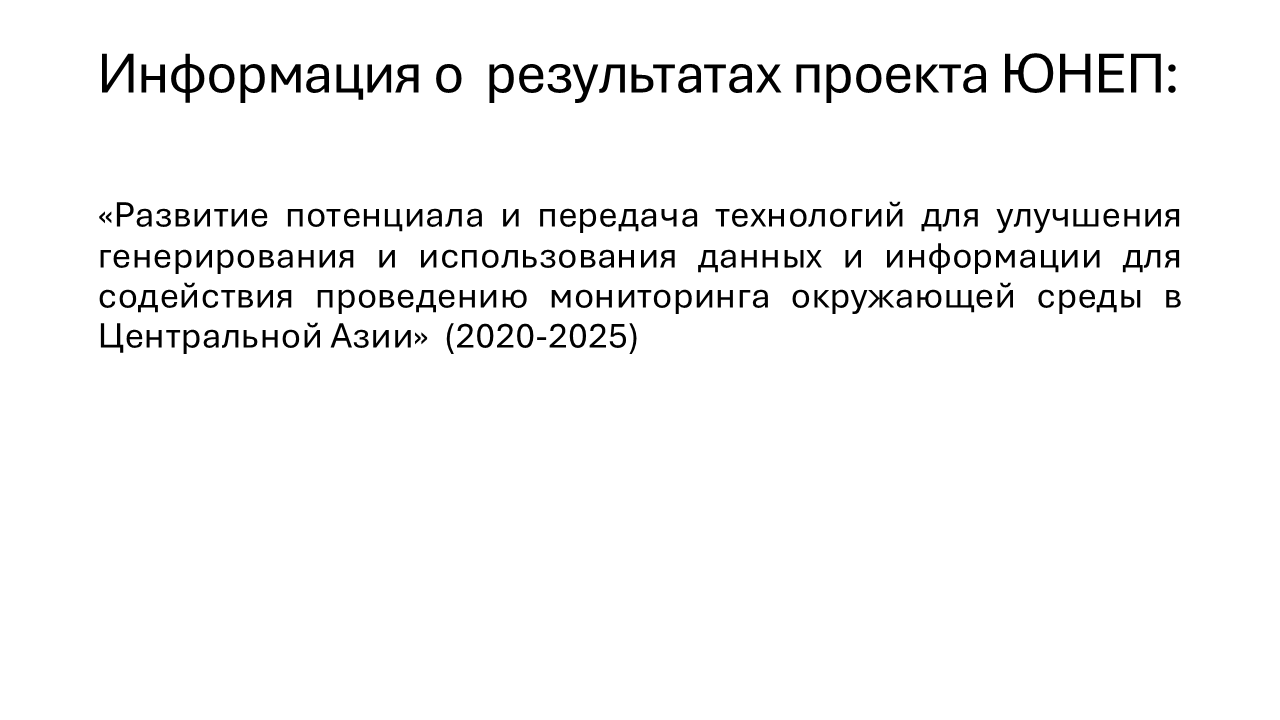 Информация о  результатах проекта ЮНЕП:
«Развитие потенциала и передача технологий для улучшения
генерирования и использования данных и информации для
содействия проведению мониторинга окружающей среды в
Центральной Азии»  (2020-2025)